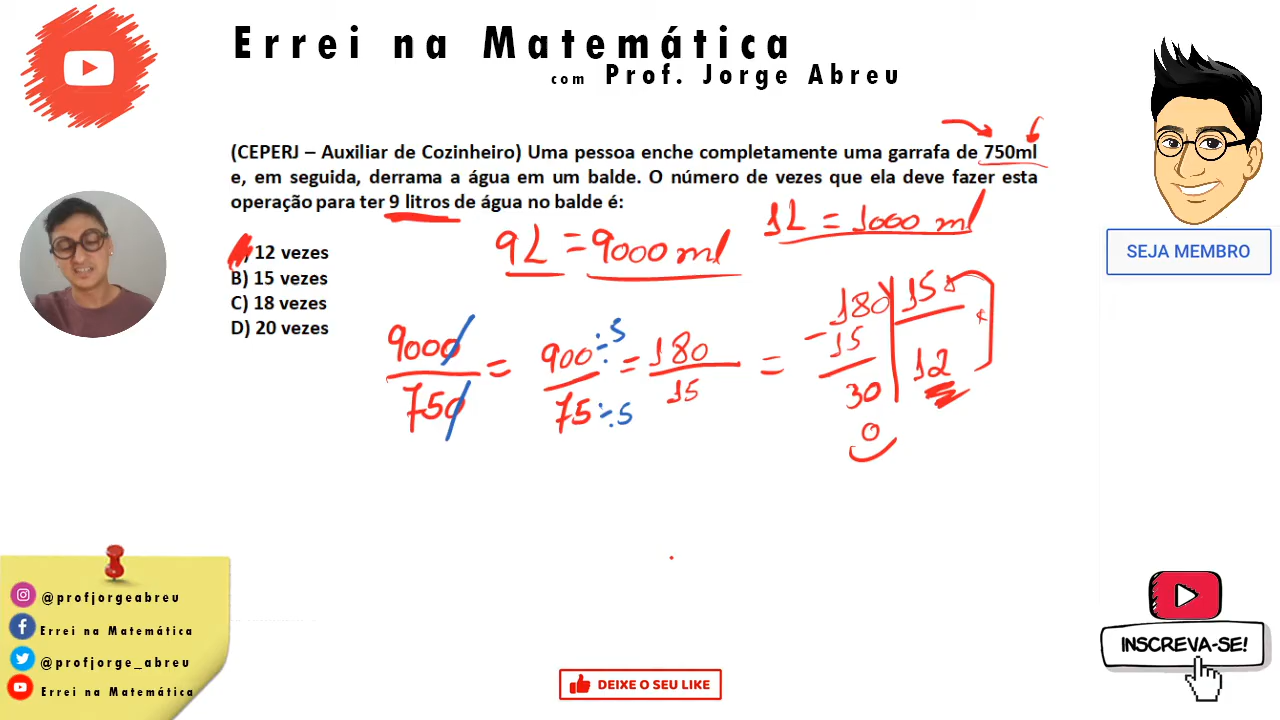 Errei na Matemática
com Prof. Jorge Abreu
(CEPERJ – Auxiliar de Cozinheiro) Uma pessoa enche completamente uma garrafa de 750ml
e, em seguida, derrama a água em um balde. O número de vezes que ela deve fazer esta
operação para ter 9 litros de água no balde é:
12 vezes
B) 15 vezes
C) 18 vezes
D) 20 vezes
1L = 1000 ml
9L = 9000 ml
9000/750 = 900÷5/75÷5 = 180/15 =
180 | 15
-15
12
30
0
SEJA MEMBRO
@profjorgeabreu
Errei na Matemática
@profjorge_abreu
Errei na Matemática
DEIXE O SEU LIKE
INSCREVA-SE!